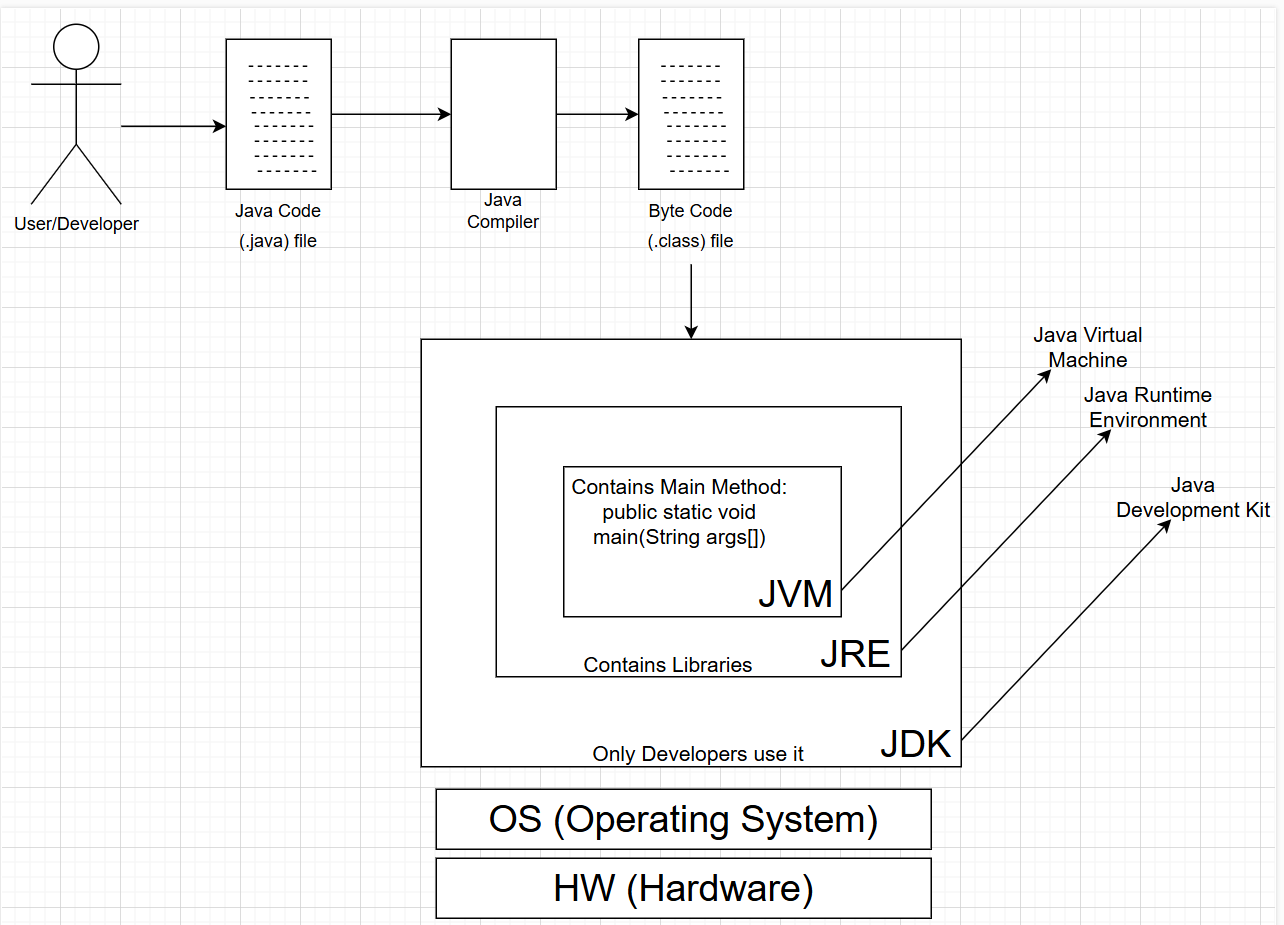 User/Developer
Java Code
(.java) file
Java
Compiler
Byte Code
(.class) file
Java Virtual
Machine
Java Runtime
Environment
Java
Development Kit
Contains Main Method:
public static void
main(String args[])
JVM
Contains Libraries
JRE
Only Developers use it
JDK
OS (Operating System)
HW (Hardware)